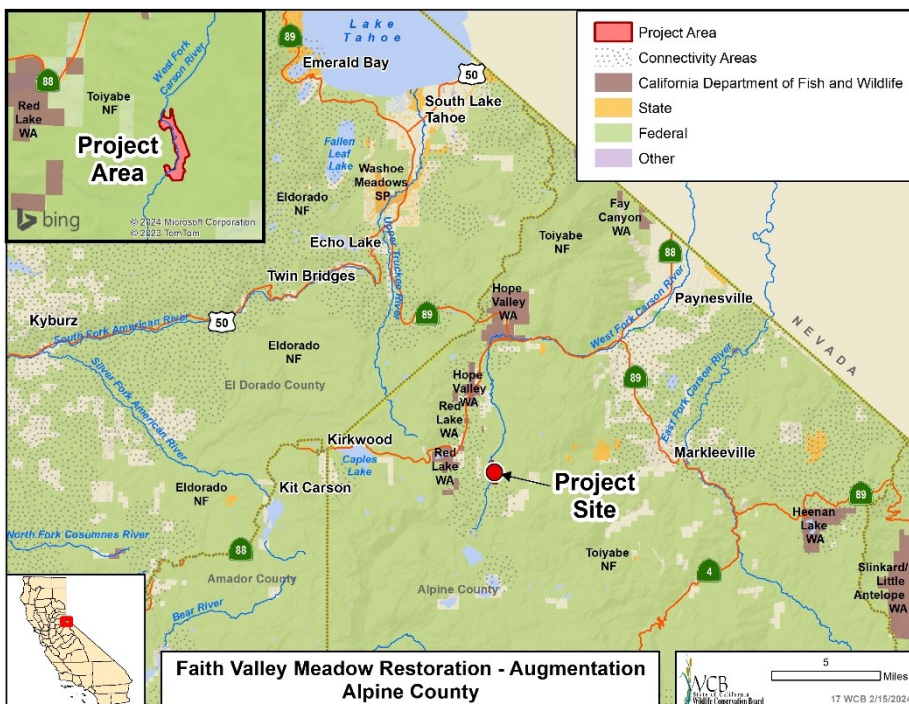 West Fork
Carson River
88
Toiyabe
NF
Red
Lake
WA
Project
Area
bing
© 2024 Microsoft Corporation
© 2023 TomTom
Lake
Tahoe
89
Emerald Bay
50
South Lake
Tahoe
Fallen
Leaf
Lake
Washoe
Meadows
SP
Eldorado
NF
Echo Lake
Upper Truckee River
Twin Bridges
Kyburz
South Fork American River
50
89
Toiyabe
NF
Fay
Canyon
WA
88
Hope
Valley
WA
Paynesville
West Fork Carson River
NEVADA
Eldorado
NF
El Dorado County
Silver Fork American River
Hope
Valley
WA
89
East Fork Carson River
Red
Lake
WA
Kirkwood
Caples
Lake
Red
Lake
WA
Markleeville
Project
Site
Kit Carson
Eldorado
NF
89
Heenan
Lake
WA
North Fork Cosumnes River
88
Toiyabe
NF
4
Slinkard/
Little
Antelope
WA
Amador County
Alpine County
Bear River
Project Area
Connectivity Areas
California Department of Fish and Wildlife
State
Federal
Other
Faith Valley Meadow Restoration - Augmentation
Alpine County
WCB
State of California
Wildlife Conservation Board
5
Miles
17 WCB 2/15/2024